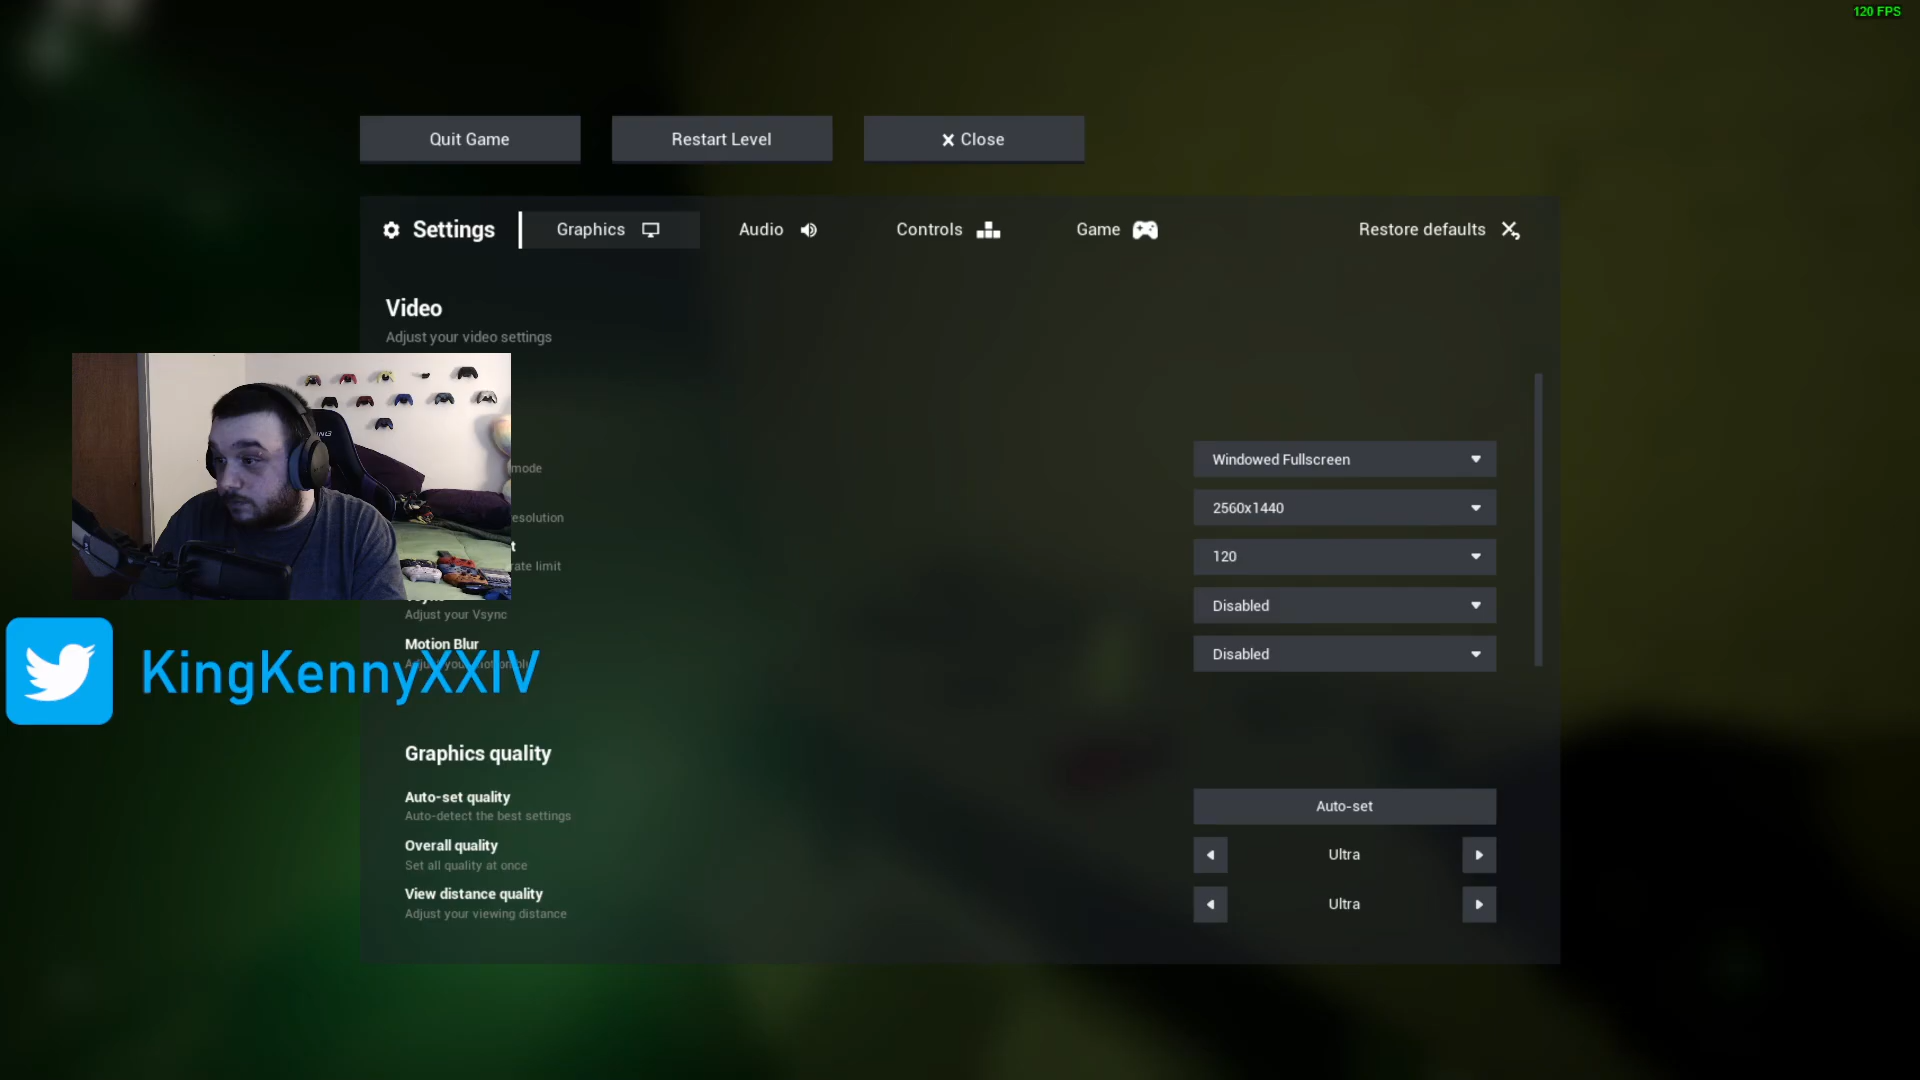 120 FPS
Quit Game
Restart Level
Close
Settings
Graphics
Audio
Controls
Game
Restore defaults
Video
Adjust your video settings
mode
Windowed Fullscreen
esolution
2560x1440
t
rate limit
120
Adjust your Vsync
Disabled
Motion Blur
Disabled
KingKennyXXIV
Graphics quality
Auto-set quality
Auto-detect the best settings
Auto-set
Overall quality
Set all quality at once
Ultra
View distance quality
Adjust your viewing distance
Ultra